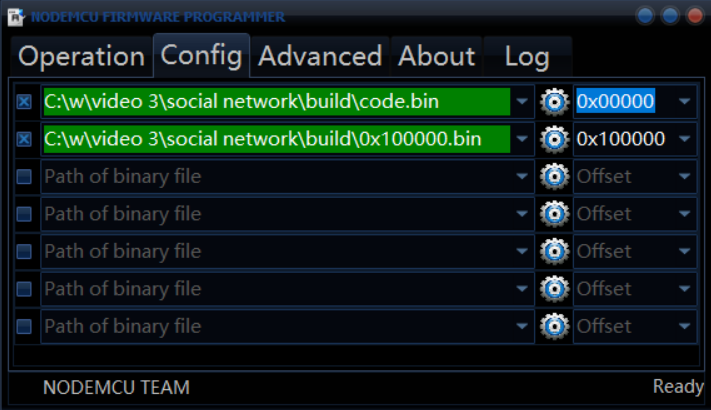 NODEMCU FIRMWARE PROGRAMMER
Operation Config Advanced About Log
C:\w\video 3\social network\build\code.bin 0x00000
C:\w\video 3\social network\build\0x100000.bin 0x100000
Path of binary file Offset
Path of binary file Offset
Path of binary file Offset
Path of binary file Offset
Path of binary file Offset
NODEMCU TEAM Ready